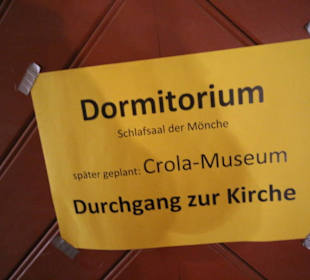 Dormitorium
Schlafsaal der Mönche
später geplant: Crola-Museum
Durchgang zur Kirche